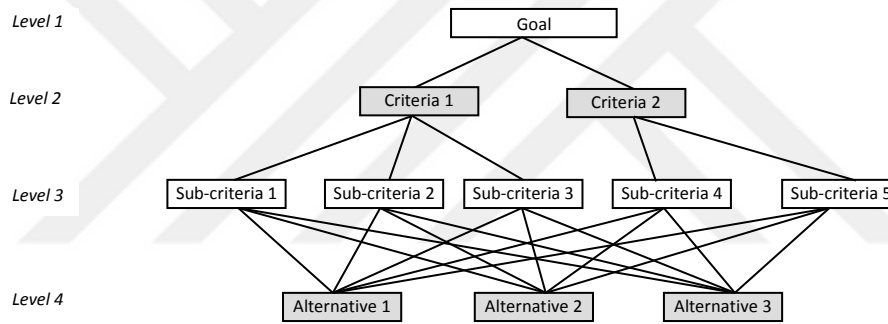 Level 1
Goal
Level 2
Criteria 1
Criteria 2
Level 3
Sub-criteria 1
Sub-criteria 2
Sub-criteria 3
Sub-criteria 4
Sub-criteria 5
Level 4
Alternative 1
Alternative 2
Alternative 3